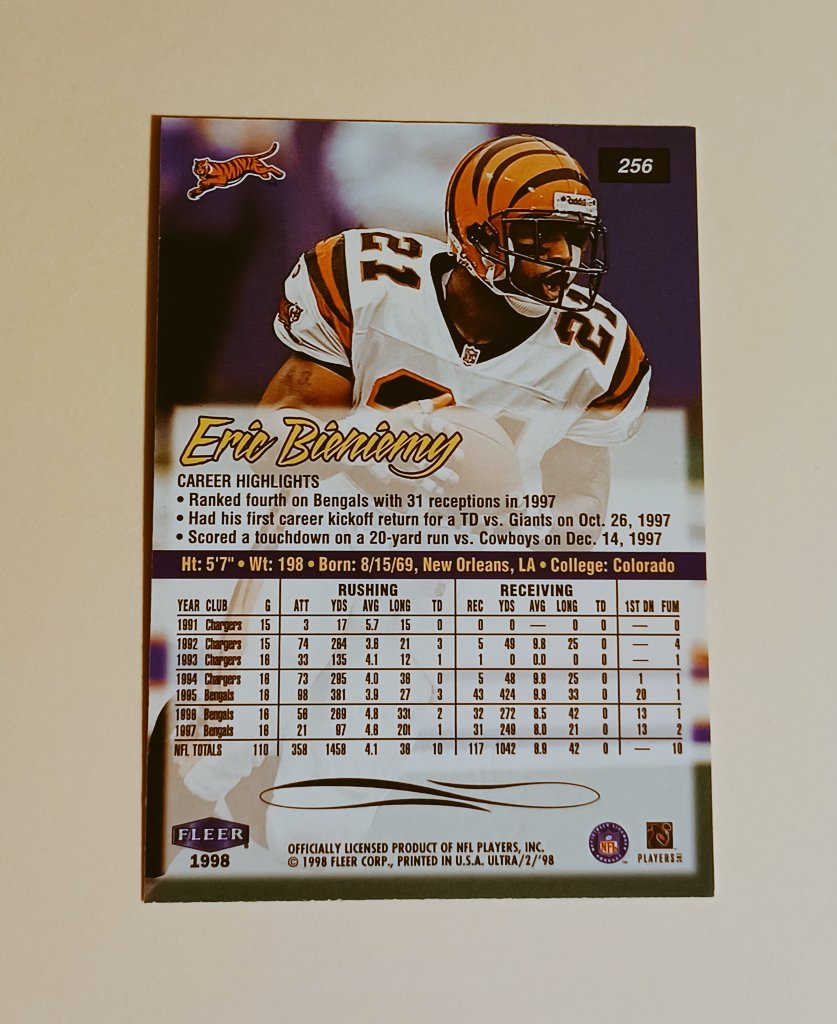 256
Riddell
21
21
Eric Bieniemy
CAREER HIGHLIGHTS
• Ranked fourth on Bengals with 31 receptions in 1997
• Had his first career kickoff return for a TD vs. Giants on Oct. 26, 1997
• Scored a touchdown on a 20-yard run vs. Cowboys on Dec. 14, 1997
Ht: 5'7" • Wt: 198 • Born: 8/15/69, New Orleans, LA • College: Colorado
RUSHING RECEIVING
YEAR CLUB G ATT YDS AVG LONG TD REC YDS AVG LONG TD 1ST DN FUM
1991 Chargers 15 3 17 5.7 15 0 0 0 — 0 0 — 0
1992 Chargers 15 74 264 3.6 21 3 5 49 9.8 25 0 — 4
1993 Chargers 16 33 135 4.1 12 1 1 0 0.0 0 0 — 1
1994 Chargers 16 73 295 4.0 36 0 5 48 9.6 25 0 1 1
1995 Bengals 16 98 381 3.9 27 3 43 424 9.9 33 0 20 1
1996 Bengals 16 56 269 4.8 33t 2 32 272 8.5 42 0 13 1
1997 Bengals 16 21 97 4.6 20t 1 31 249 8.0 21 0 13 2
NFL TOTALS 110 358 1458 4.1 36 10 117 1042 8.9 42 0 — 10
FLEER
1998
OFFICIALLY LICENSED PRODUCT OF NFL PLAYERS, INC.
© 1998 FLEER CORP., PRINTED IN U.S.A. ULTRA/2/'98
NFL
PLAYERS INC